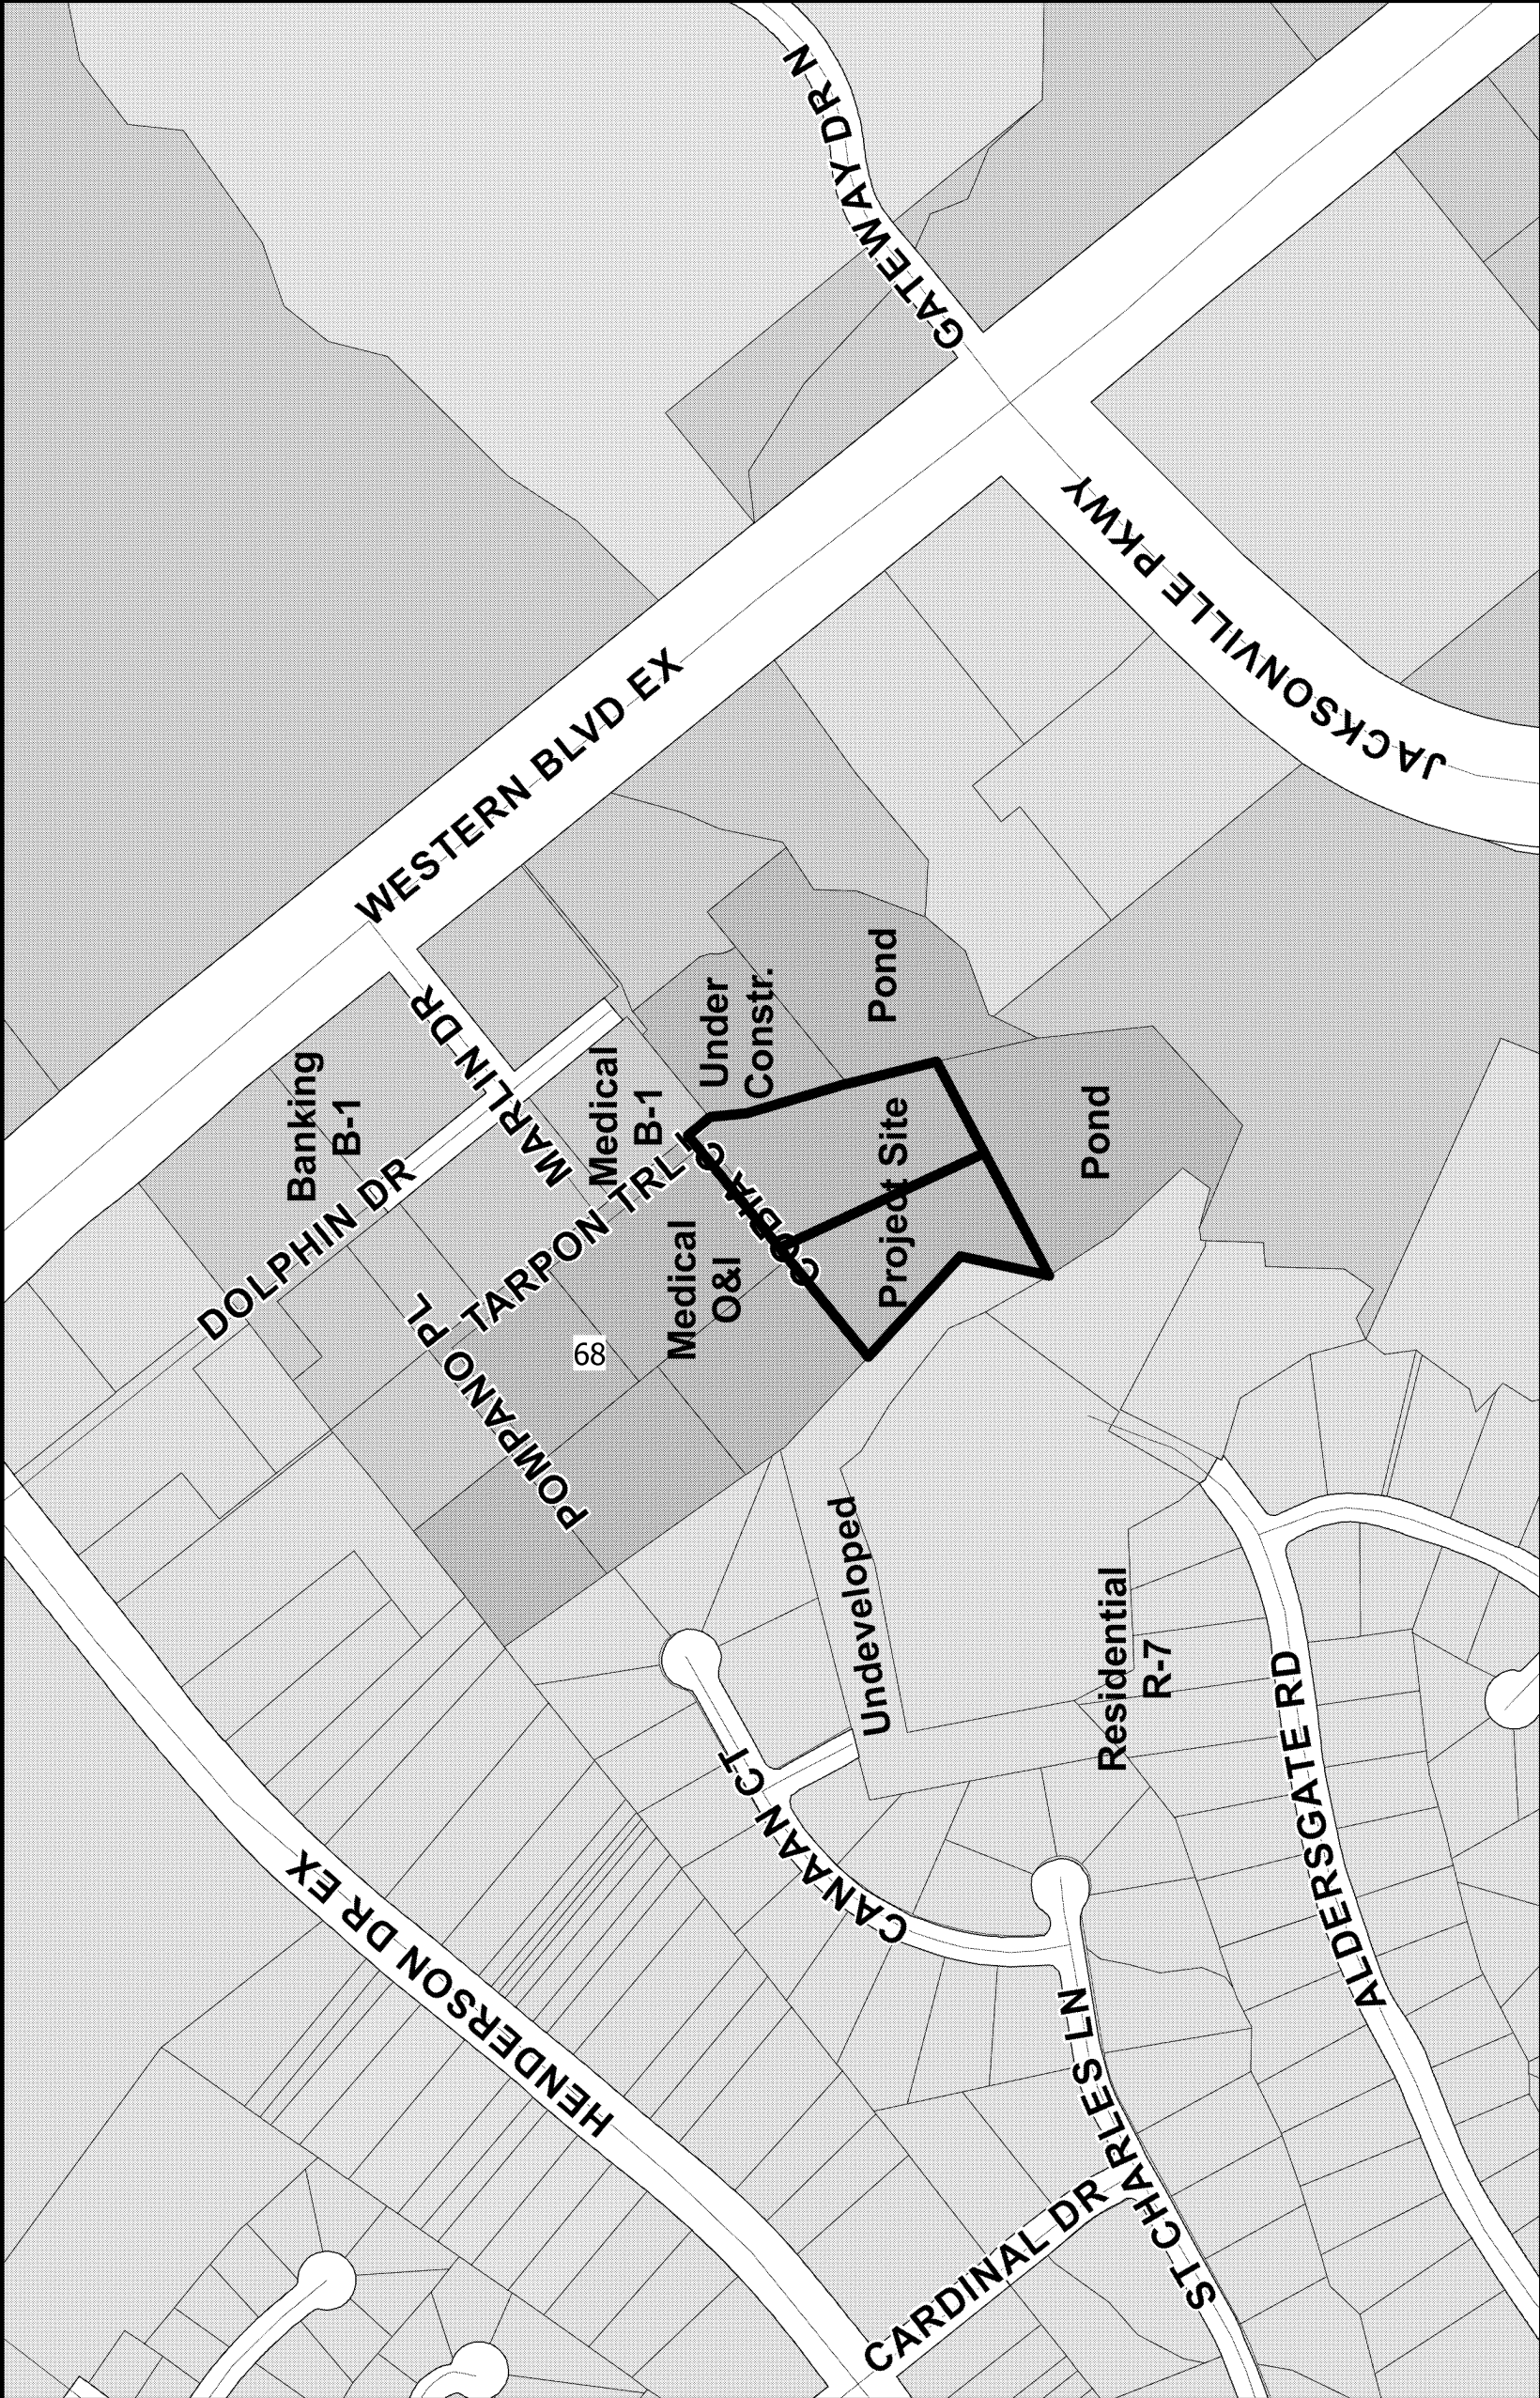 GATEWAY DR N
WESTERN BLVD EX
JACKSONVILLE PKWY
Banking
B-1
MARLIN DR
DOLPHIN DR
Medical
B-1
Under
Constr.
Pond
TARPON TRL
COBIA CT
Project Site
Pond
Medical
O&I
POMPANO PL
68
Undeveloped
Residential
R-7
CANAAN CT
ALDERSGATE RD
HENDERSON DR EX
ST CHARLES LN
CARDINAL DR